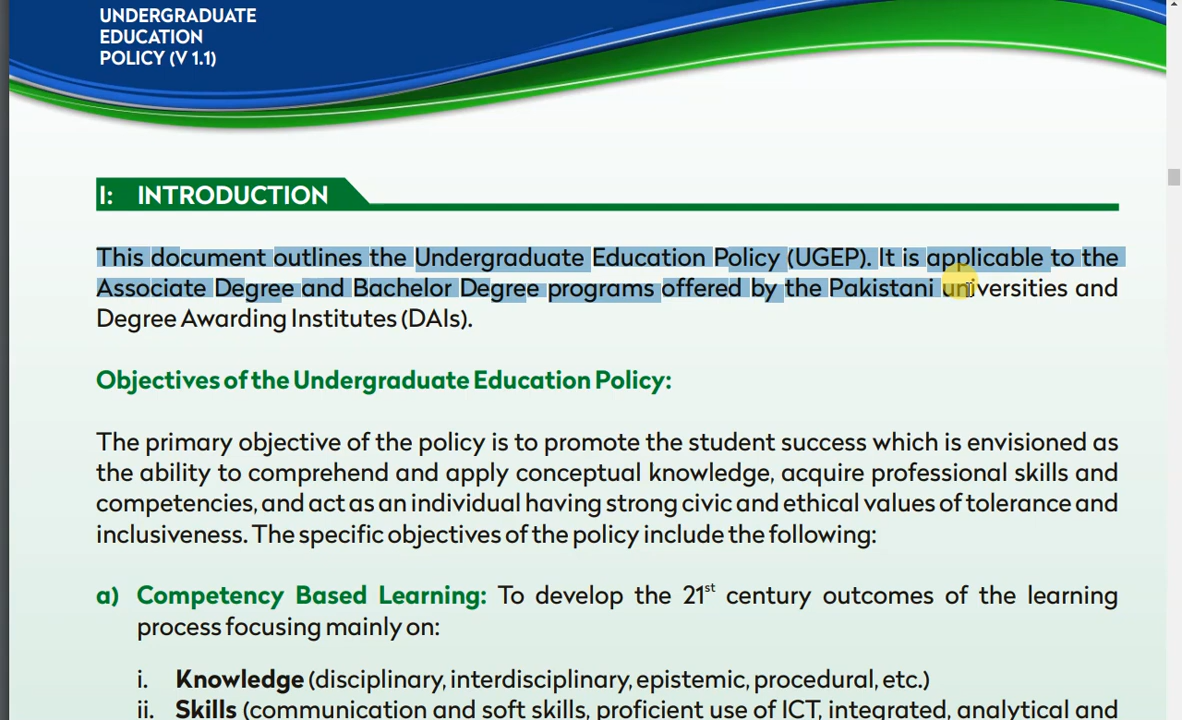 UNDERGRADUATE
EDUCATION
POLICY (V 1.1)
I: INTRODUCTION
This document outlines the Undergraduate Education Policy (UGEP). It is applicable to the
Associate Degree and Bachelor Degree programs offered by the Pakistani universities and
Degree Awarding Institutes (DAIs).
Objectives of the Undergraduate Education Policy:
The primary objective of the policy is to promote the student success which is envisioned as
the ability to comprehend and apply conceptual knowledge, acquire professional skills and
competencies, and act as an individual having strong civic and ethical values of tolerance and
inclusiveness. The specific objectives of the policy include the following:
a) Competency Based Learning: To develop the 21st century outcomes of the learning
process focusing mainly on:
i. Knowledge (disciplinary, interdisciplinary, epistemic, procedural, etc.)
ii. Skills (communication and soft skills, proficient use of ICT, integrated, analytical and